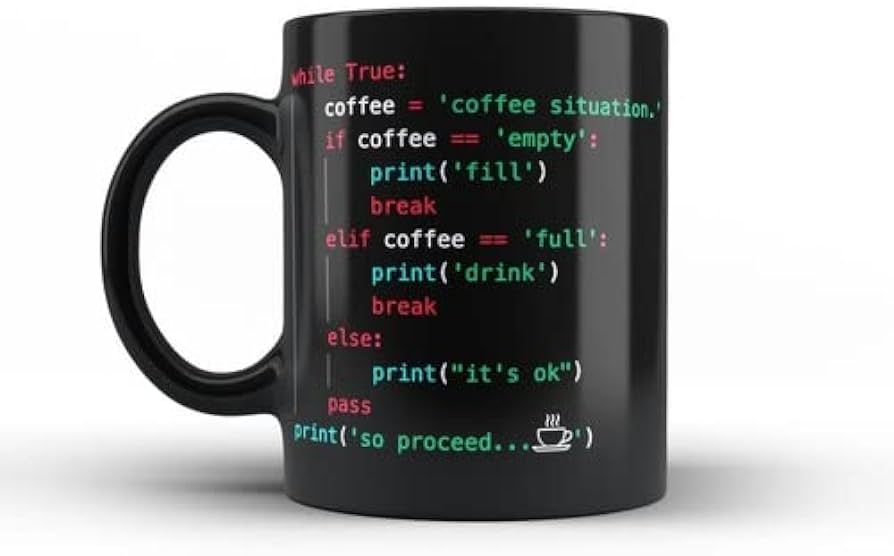 while True:
coffee = 'coffee situation.'
if coffee == 'empty':
print('fill')
break
elif coffee == 'full':
print('drink')
break
else:
print("it's ok")
pass
print('so proceed...')